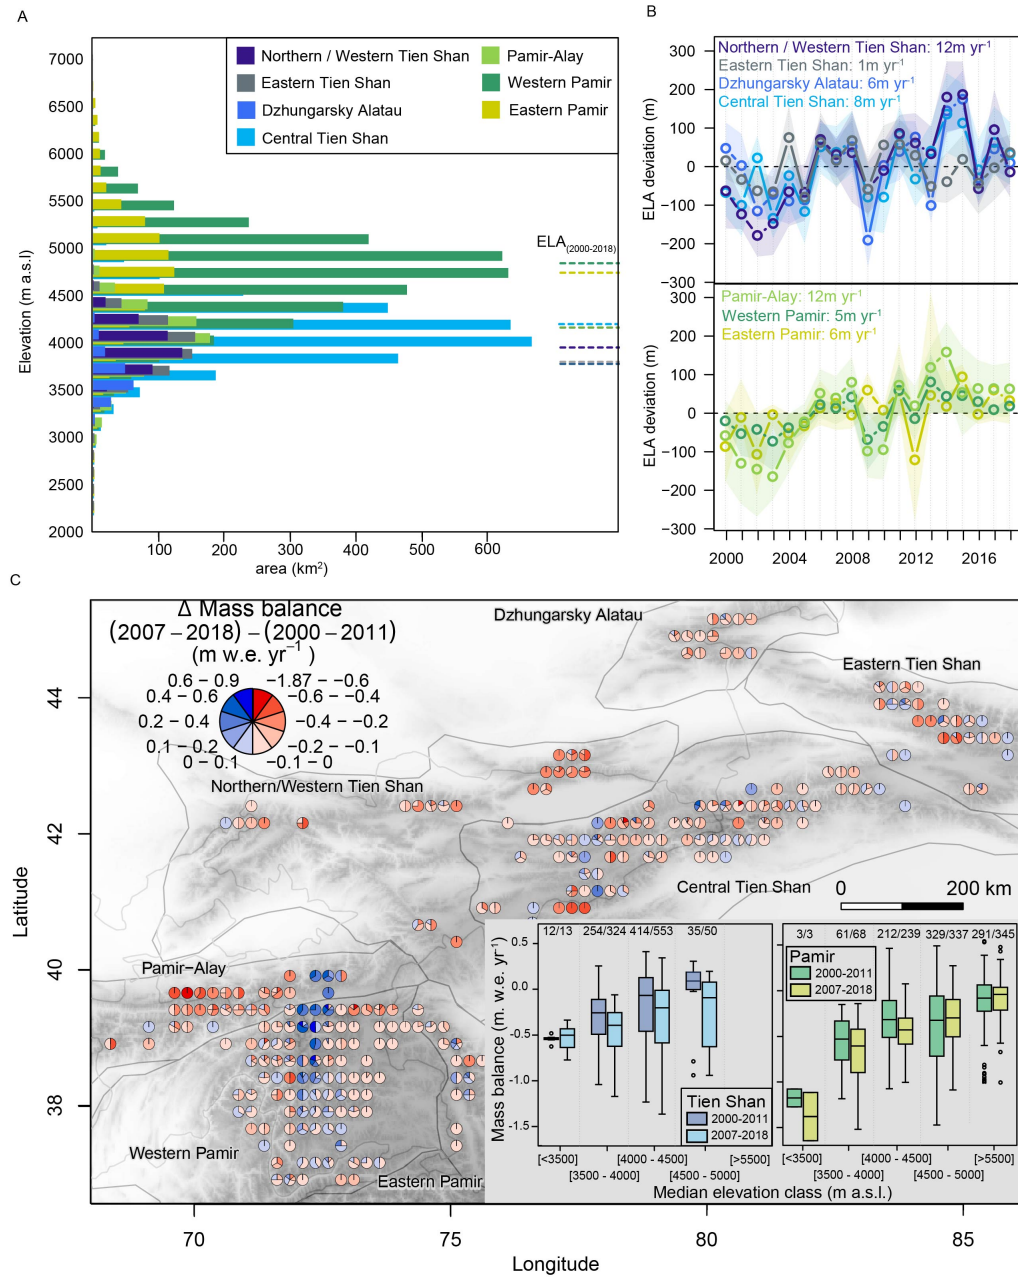 A
7000
6500
6000
5500
5000
4500
4000
3500
3000
2500
2000
Elevation (m a.s.l)
100
200
300
400
500
600
area (km²)
Northern / Western Tien Shan
Eastern Tien Shan
Dzhungarsky Alatau
Central Tien Shan
Pamir-Alay
Western Pamir
Eastern Pamir
ELA(2000-2018)
B
300
200
100
0
−100
−200
−300
ELA deviation (m)
Northern / Western Tien Shan: 12m yr⁻¹
Eastern Tien Shan: 1m yr⁻¹
Dzhungarsky Alatau: 6m yr⁻¹
Central Tien Shan: 8m yr⁻¹
300
200
100
0
−100
−200
−300
ELA deviation (m)
Pamir-Alay: 12m yr⁻¹
Western Pamir: 5m yr⁻¹
Eastern Pamir: 6m yr⁻¹
2000
2004
2008
2012
2016
C
Δ Mass balance
(2007 − 2018) − (2000 − 2011)
(m w.e. yr⁻¹ )
0.6 − 0.9
0.4 − 0.6
0.2 − 0.4
0.1 − 0.2
0 − 0.1
−1.87 − −0.6
−0.6 − −0.4
−0.4 − −0.2
−0.2 − −0.1
−0.1 − 0
Dzhungarsky Alatau
Eastern Tien Shan
Northern/Western Tien Shan
Central Tien Shan
Pamir−Alay
Western Pamir
Eastern Pamir
0
200 km
44
42
40
38
Latitude
70
75
80
85
Longitude
12/13
254/324
414/553
35/50
0.5
0.0
−0.5
−1.0
−1.5
Mass balance (m. w.e. yr⁻¹)
Tien Shan
2000-2011
2007-2018
3/3
61/68
212/239
329/337
291/345
Pamir
2000-2011
2007-2018
[<3500]
[3500 - 4000]
[4000 - 4500]
[4500 - 5000]
[>5500]
[<3500]
[3500 - 4000]
[4000 - 4500]
[4500 - 5000]
[>5500]
Median elevation class (m a.s.l.)